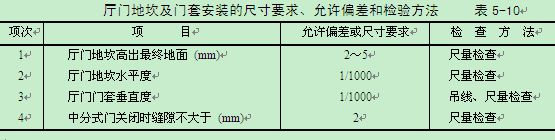 厅门地坎及门套安装的尺寸要求、允许偏差和检验方法 表 5-10
项次 项 目 允许偏差或尺寸要求 检 查 方 法
1 厅门地坎高出最终地面 (mm) 2～5 尺量检查
2 厅门地坎水平度 1/1000 尺量检查
3 厅门门套垂直度 1/1000 吊线、尺量检查
4 中分式门关闭时缝隙不大于 (mm) 2 尺量检查